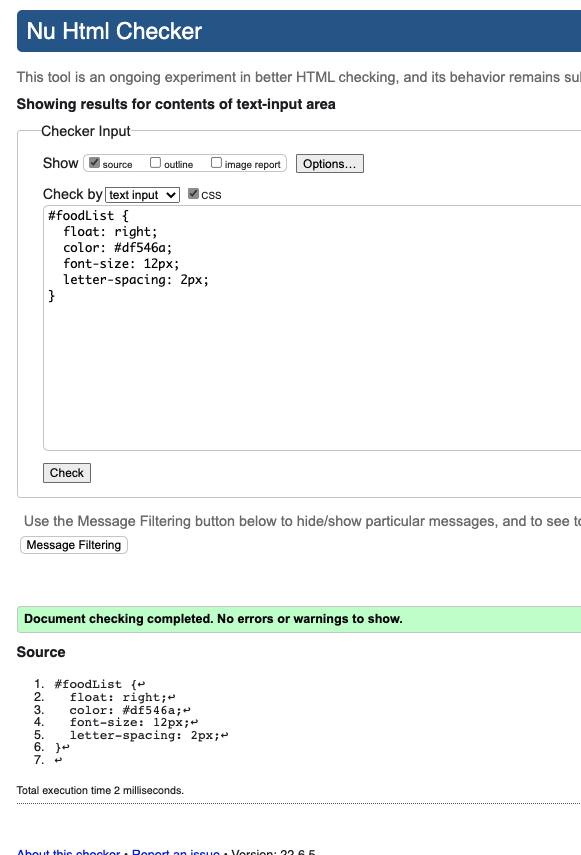 Nu Html Checker
This tool is an ongoing experiment in better HTML checking, and its behavior remains
Showing results for contents of text-input area
Checker Input
Show source outline image report Options...
Check by text input CSS
#foodList {
  float: right;
  color: #df546a;
  font-size: 12px;
  letter-spacing: 2px;
}
Check
Use the Message Filtering button below to hide/show particular messages, and to see
Message Filtering
Document checking completed. No errors or warnings to show.
Source
1. #foodList {↩
2.   float: right;↩
3.   color: #df546a;↩
4.   font-size: 12px;↩
5.   letter-spacing: 2px;↩
6. }↩
7. ↩
Total execution time 2 milliseconds.
About this checker • Report an issue • Version: 22.6.5